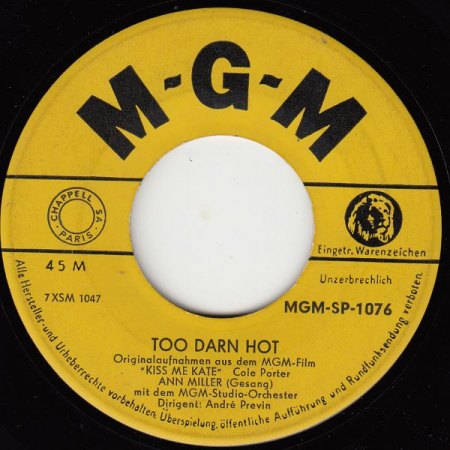 M-G-M
CHAPPELL SA
PARIS
Eingetr. Warenzeichen
45 M
Unzerbrechlich
7 XSM 1047
MGM-SP-1076
TOO DARN HOT
Originalaufnahmen aus dem MGM-Film
"KISS ME KATE" Cole Porter
ANN MILLER (Gesang)
mit dem MGM-Studio-Orchester
Dirigent: André Previn
Alle Hersteller- und Urheberrechte vorbehalten. Überspielung, öffentliche Aufführung und Rundfunksendung verboten.